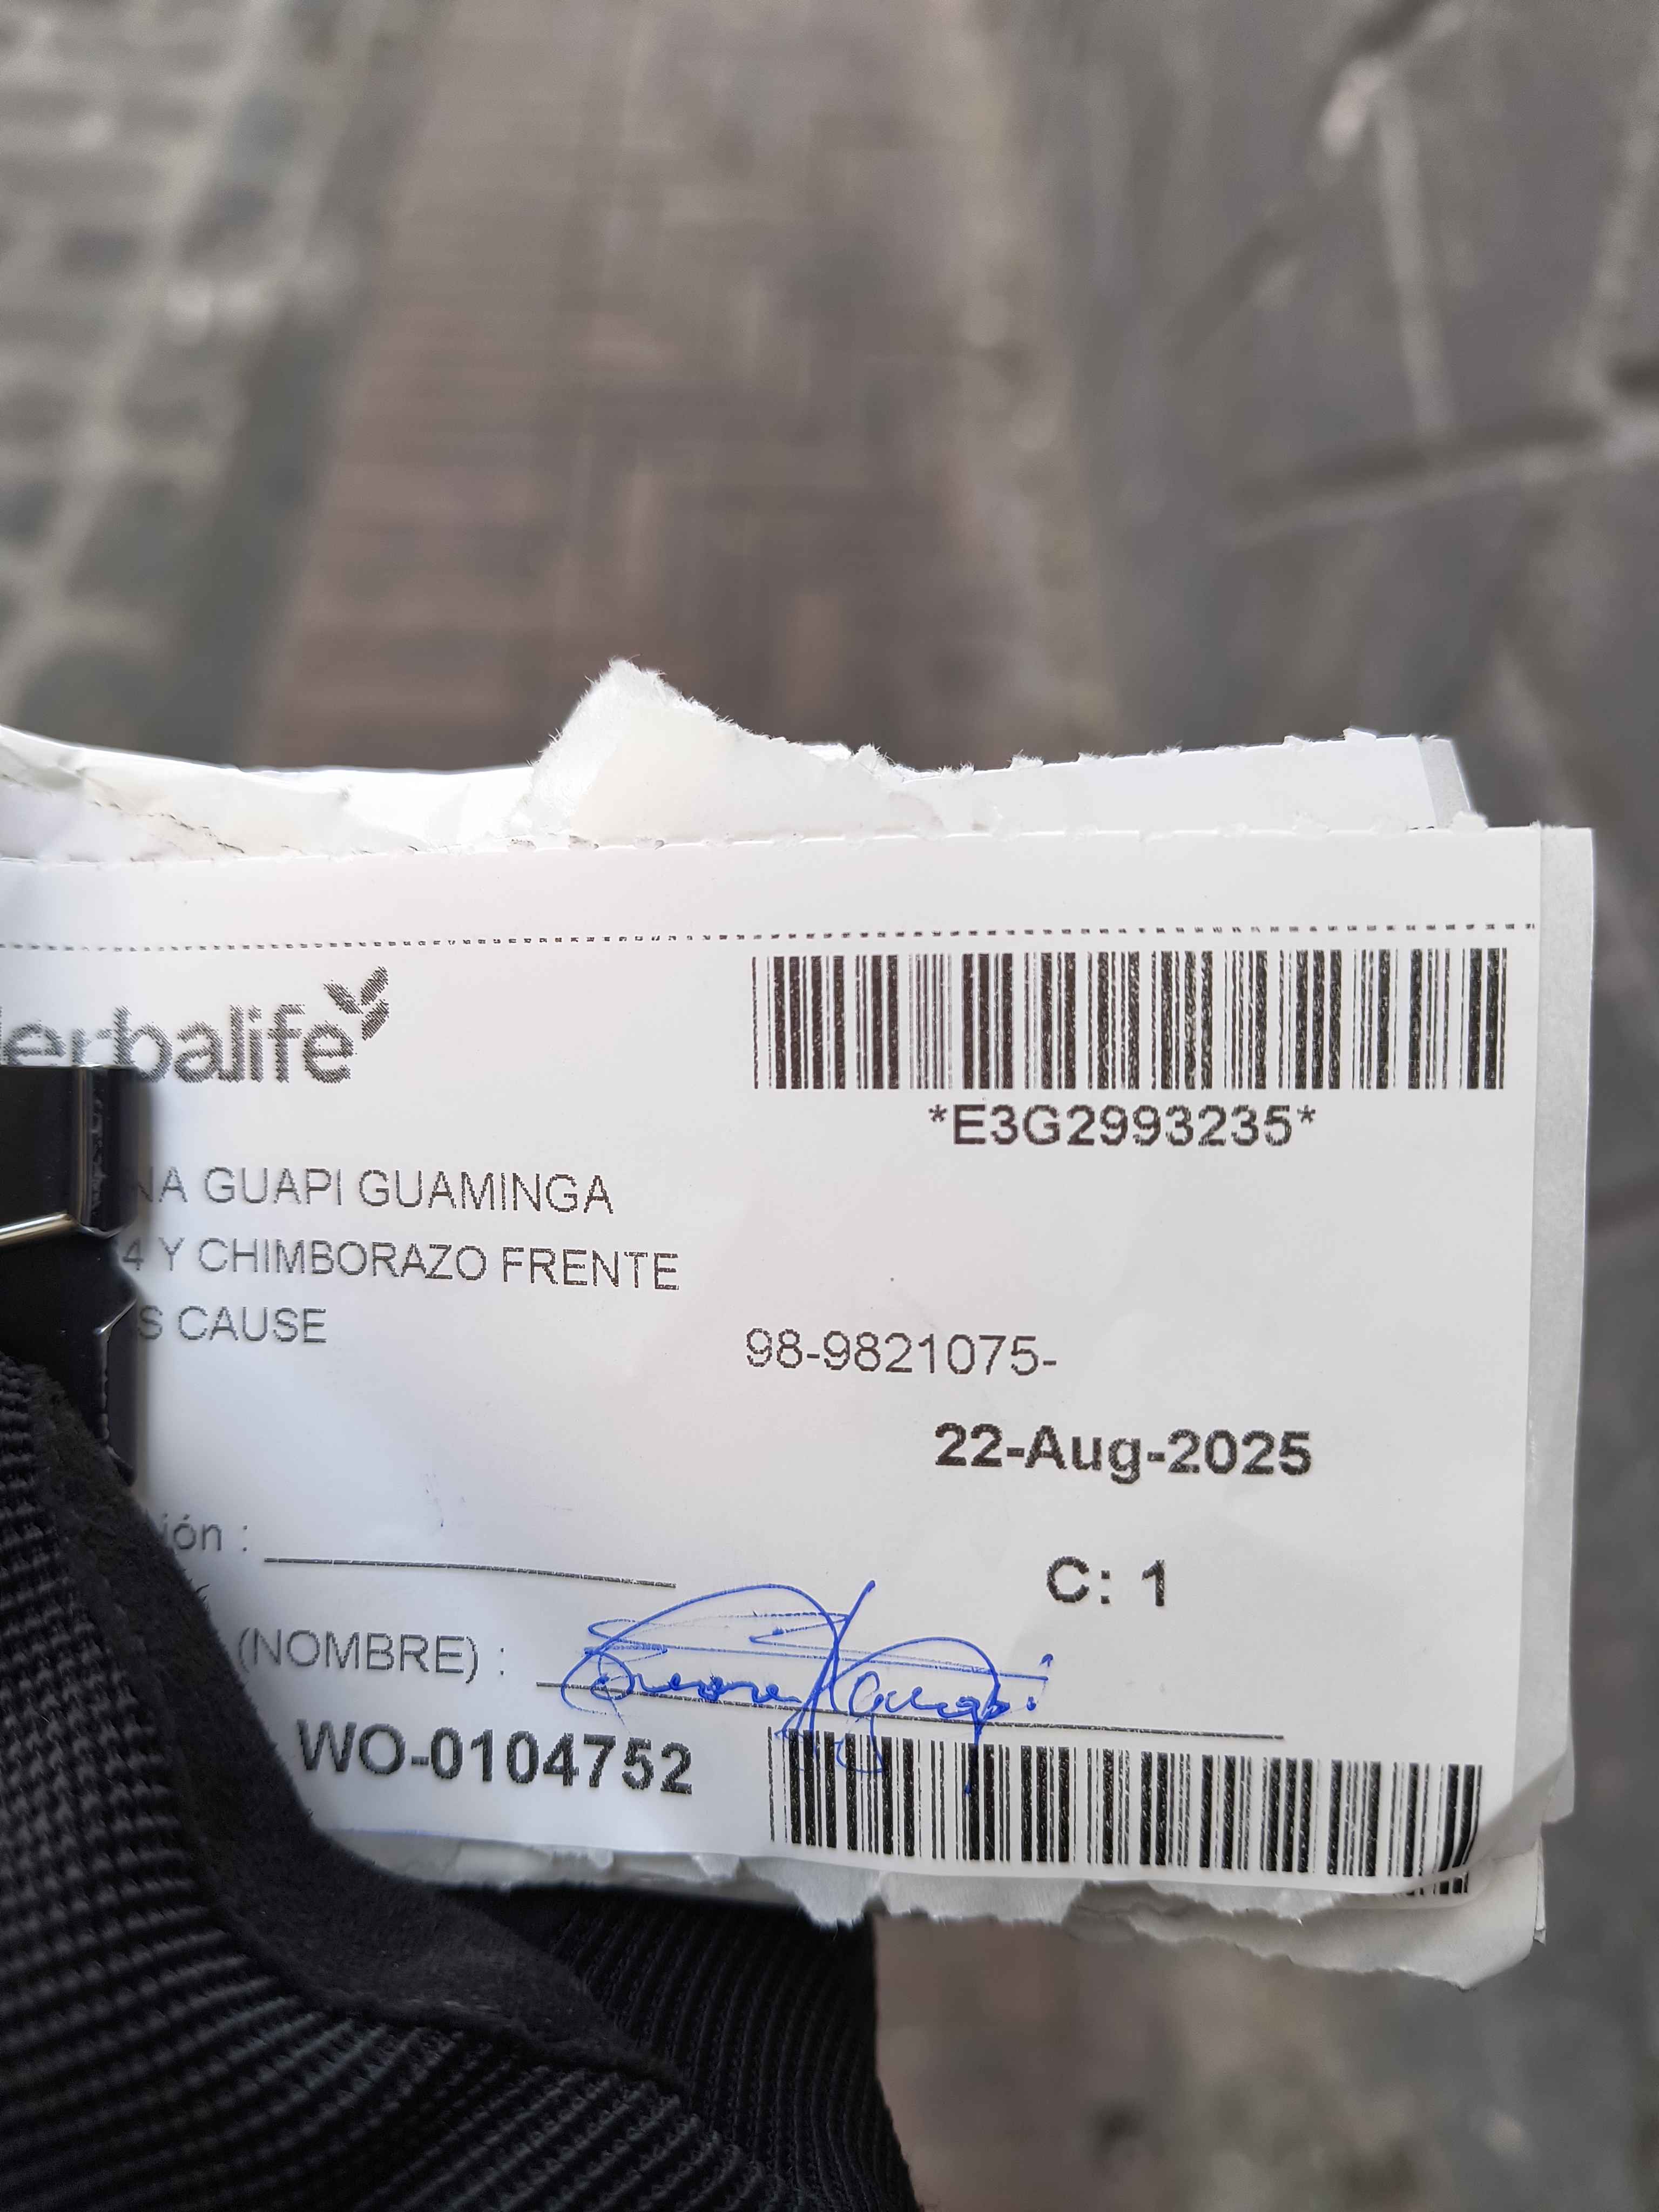 erbalife
*E3G2993235*
NA GUAPI GUAMINGA
4 Y CHIMBORAZO FRENTE
S CAUSE
98-9821075-
22-Aug-2025
ión :
C: 1
(NOMBRE) :
Guapi
WO-0104752